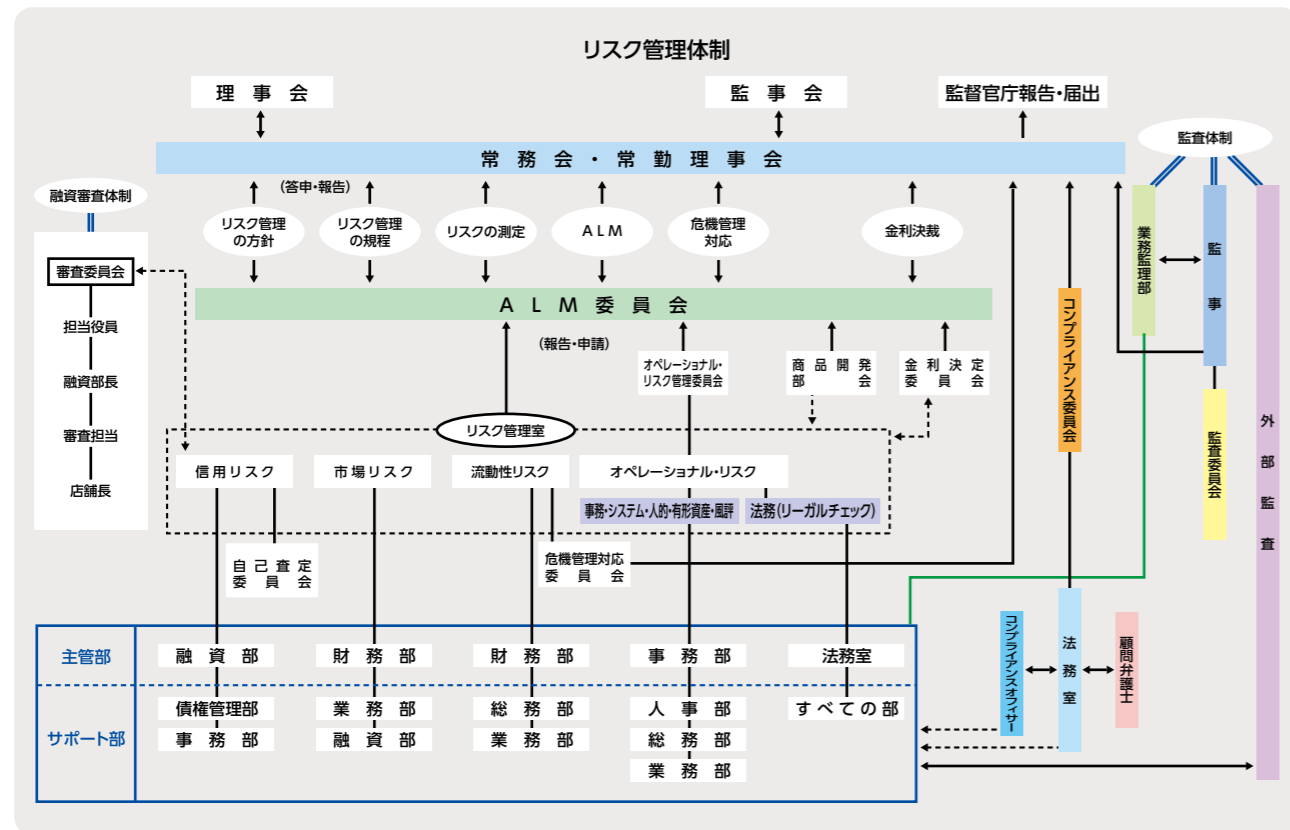 リスク管理体制
理事会
監事会
監督官庁報告・届出
監査体制
常務会・常勤理事会
(答申・報告)
融資審査体制
リスク管理
の方針
リスク管理
の規程
リスクの測定
ALM
危機管理
対応
金利決裁
業務監理部
監事
審査委員会
担当役員
融資部長
審査担当
店舗長
ALM委員会
(報告・申請)
オペレーショナル・
リスク管理委員会
商品開発
部会
金利決定
委員会
コンプライアンス委員会
監査委員会
外部監査
リスク管理室
信用リスク
市場リスク
流動性リスク
オペレーショナル・リスク
事務・システム・人的・有形資産・風評
法務(リーガルチェック)
自己査定
委員会
危機管理対応
委員会
コンプライアンスオフィサー
法務室
顧問弁護士
主管部
融資部
財務部
財務部
事務部
法務室
サポート部
債権管理部
事務部
業務部
融資部
総務部
業務部
人事部
総務部
業務部
すべての部